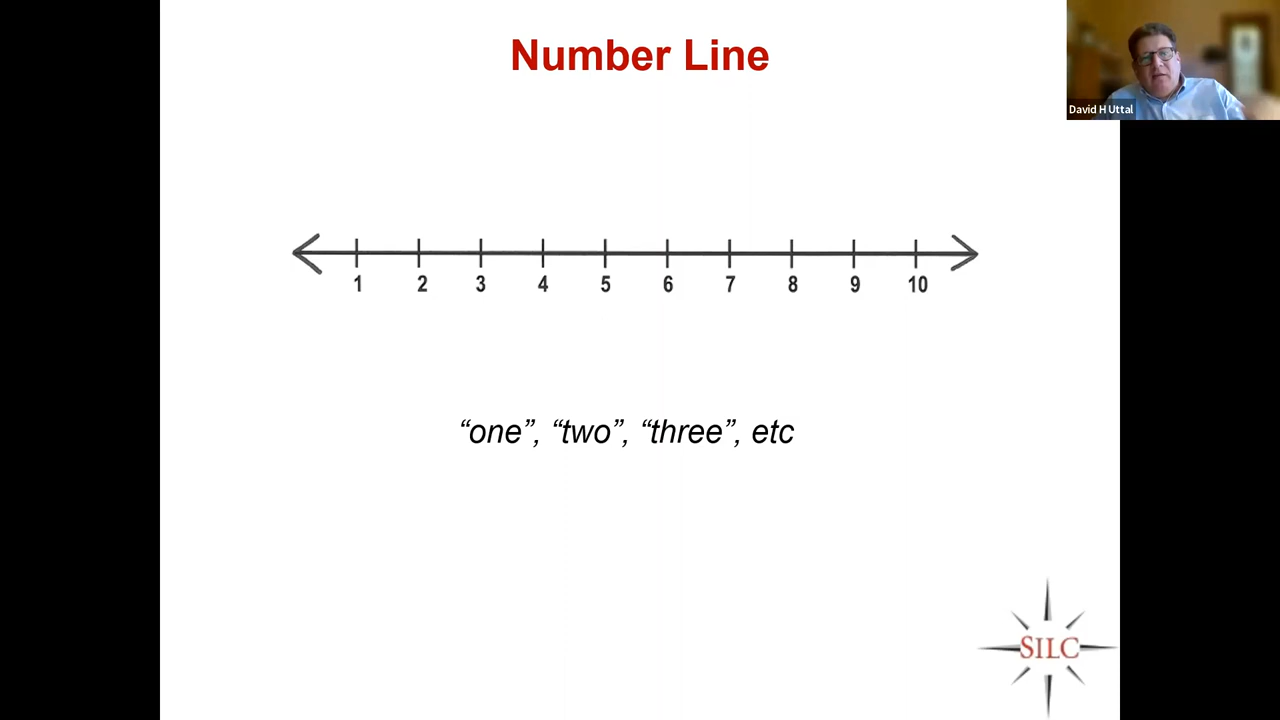 Number Line
David H Uttal
1 2 3 4 5 6 7 8 9 10
“one”, “two”, “three”, etc
SILC